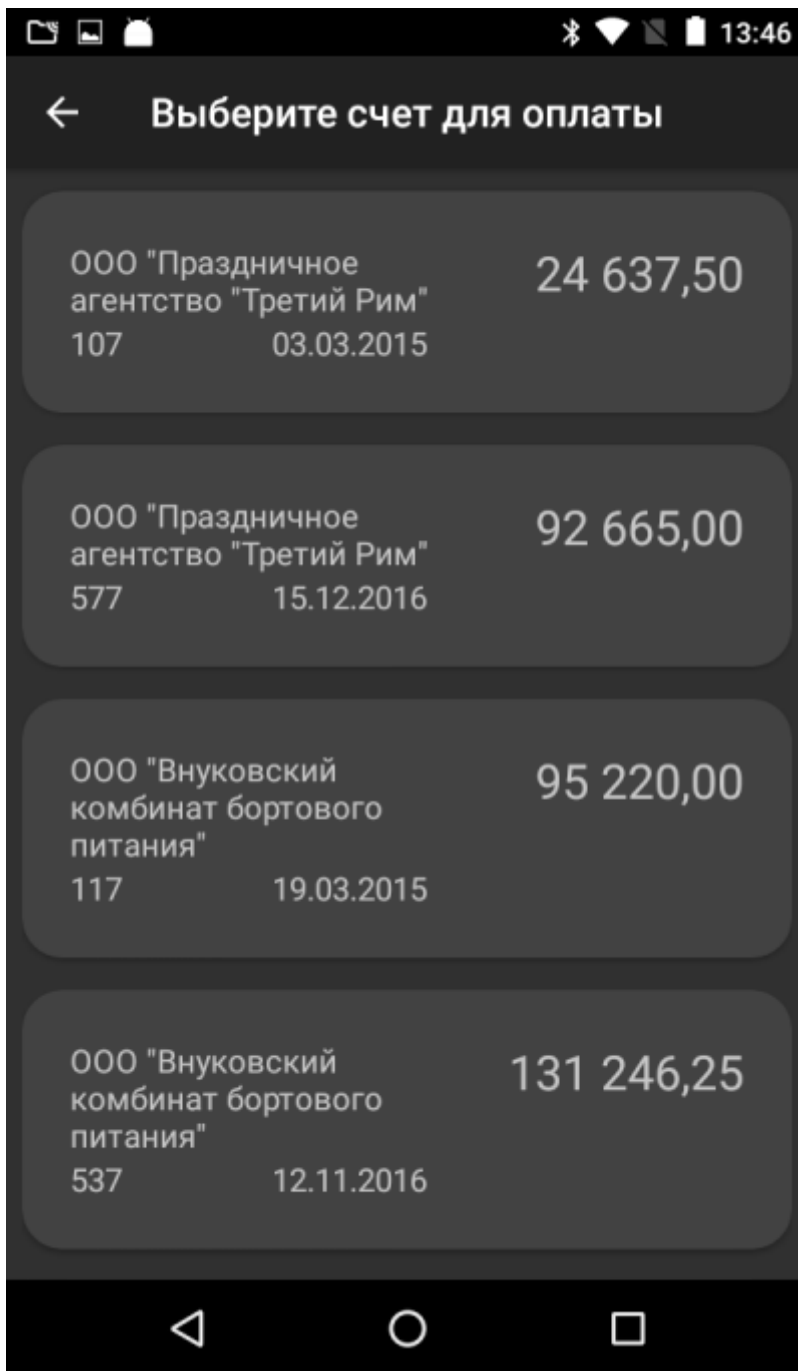 13:46
Выберите счет для оплаты
ООО "Праздничное
агентство "Третий Рим"
24 637,50
107 03.03.2015
ООО "Праздничное
агентство "Третий Рим"
92 665,00
577 15.12.2016
ООО "Внуковский
комбинат бортового
питания"
95 220,00
117 19.03.2015
ООО "Внуковский
комбинат бортового
питания"
131 246,25
537 12.11.2016